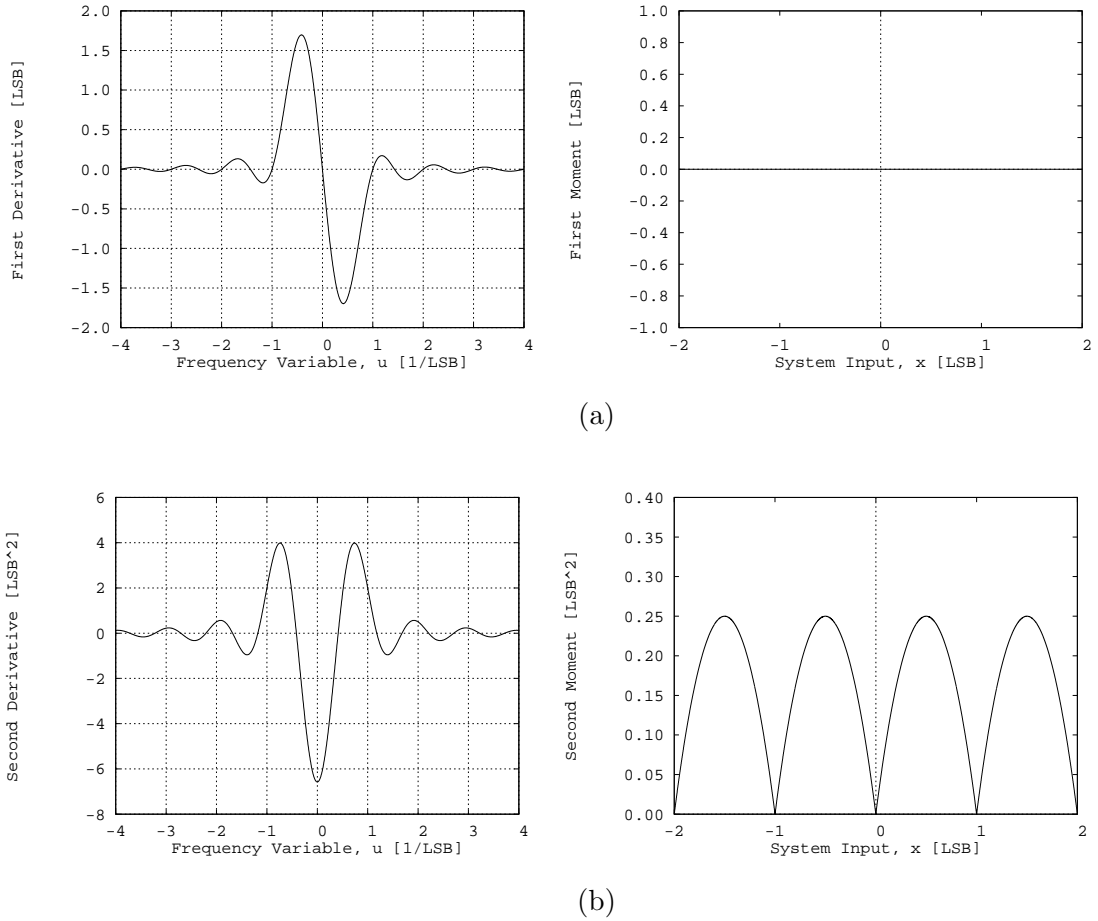 First Derivative [LSB]
2.0
1.5
1.0
0.5
0.0
-0.5
-1.0
-1.5
-2.0
-4 -3 -2 -1 0 1 2 3 4
Frequency Variable, u [1/LSB]
First Moment [LSB]
1.0
0.8
0.6
0.4
0.2
0.0
-0.2
-0.4
-0.6
-0.8
-1.0
-2 -1 0 1 2
System Input, x [LSB]
(a)
Second Derivative [LSB^2]
6
4
2
0
-2
-4
-6
-8
-4 -3 -2 -1 0 1 2 3 4
Frequency Variable, u [1/LSB]
Second Moment [LSB^2]
0.40
0.35
0.30
0.25
0.20
0.15
0.10
0.05
0.00
-2 -1 0 1 2
System Input, x [LSB]
(b)